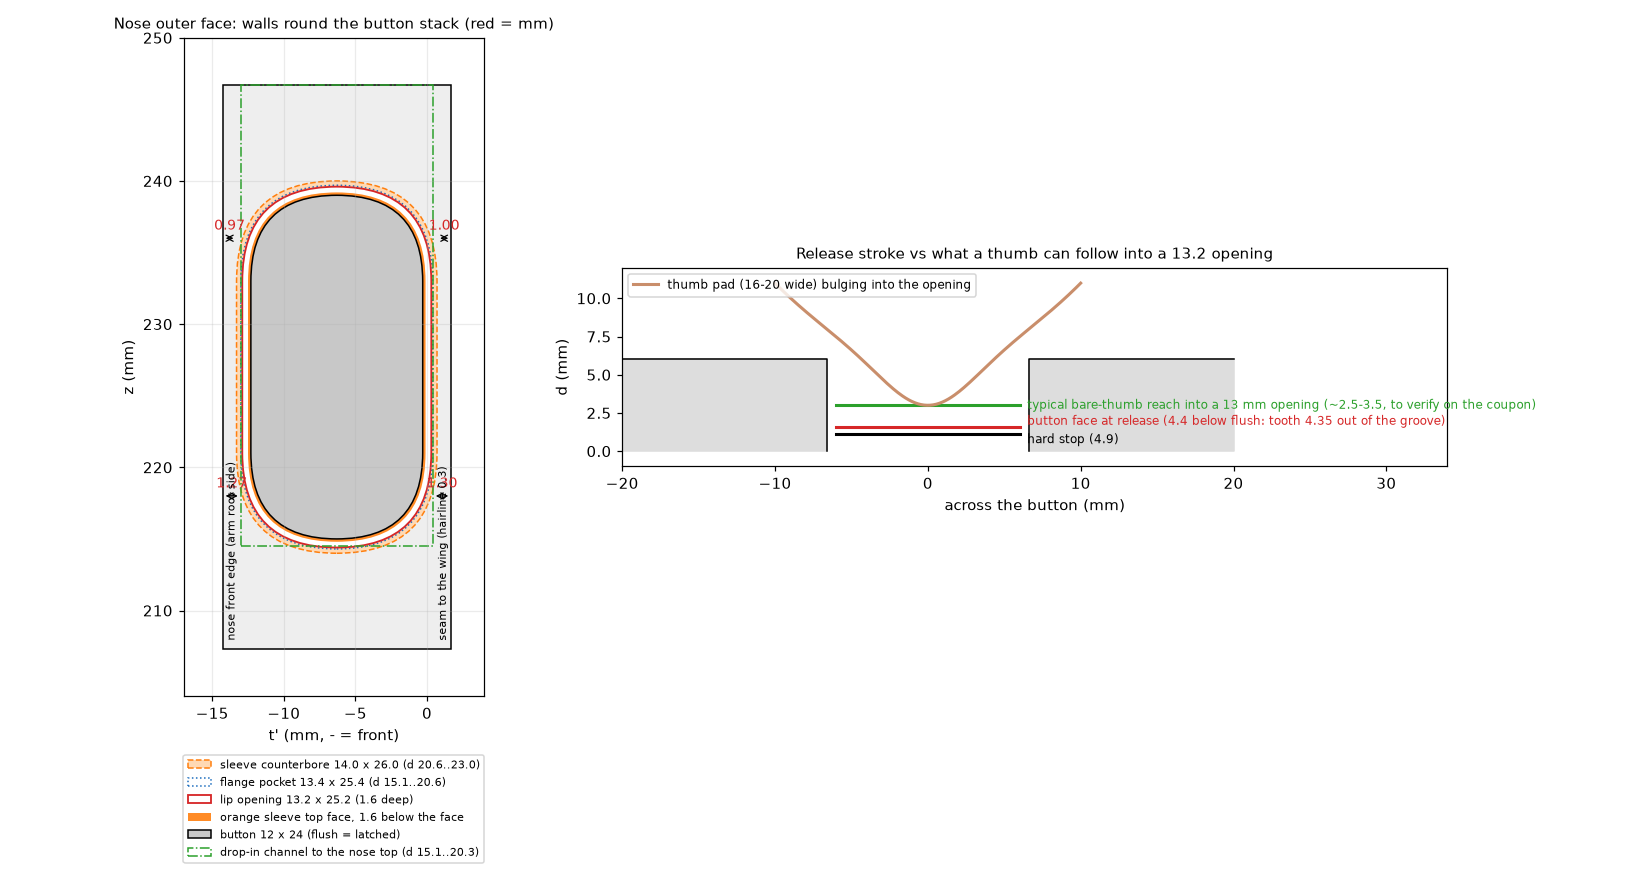 Nose outer face: walls round the button stack (red = mm)
250
240
230
220
210
z (mm)
0.97
1.00
nose front edge (arm root side)
seam to the wing (hairline 0.3)
−15
−10
−5
0
t' (mm, - = front)
sleeve counterbore 14.0 x 26.0 (d 20.6..23.0)
flange pocket 13.4 x 25.4 (d 15.1..20.6)
lip opening 13.2 x 25.2 (1.6 deep)
orange sleeve top face, 1.6 below the face
button 12 x 24 (flush = latched)
drop-in channel to the nose top (d 15.1..20.3)
Release stroke vs what a thumb can follow into a 13.2 opening
thumb pad (16-20 wide) bulging into the opening
10.0
7.5
5.0
2.5
0.0
d (mm)
typical bare-thumb reach into a 13 mm opening (~2.5-3.5, to verify on the coupon)
button face at release (4.4 below flush: tooth 4.35 out of the groove)
hard stop (4.9)
−20
−10
0
10
20
30
across the button (mm)